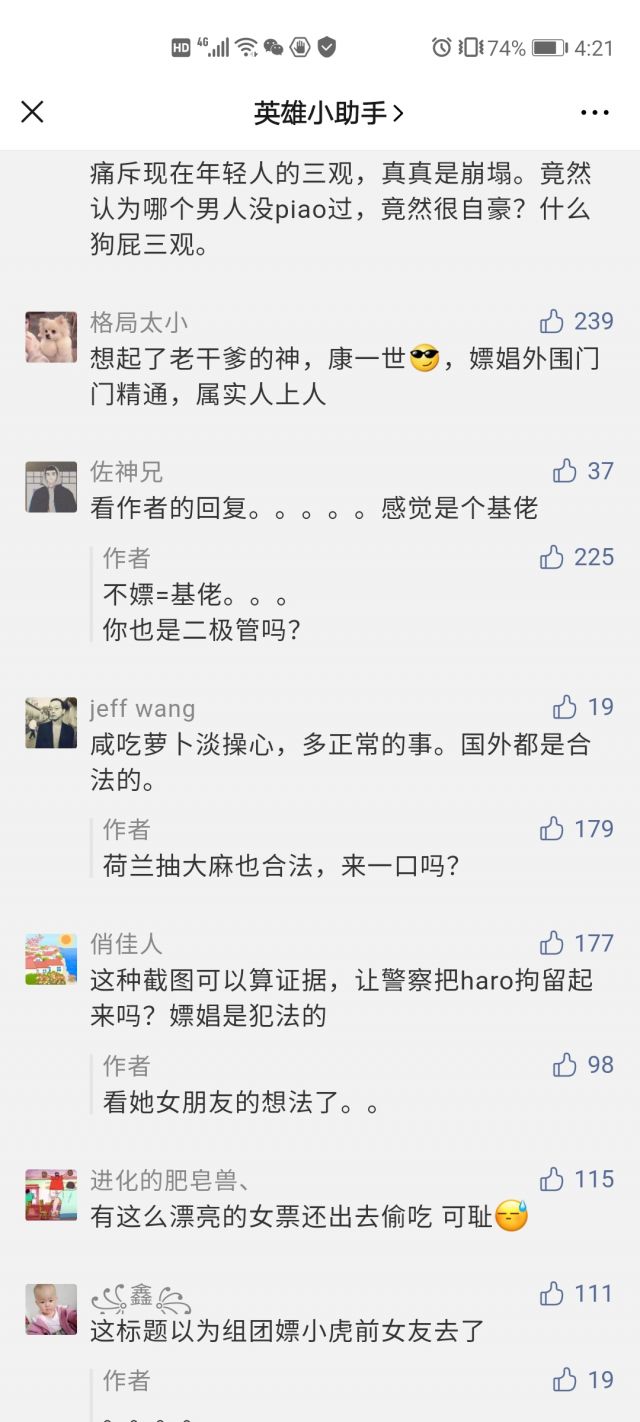 HD 4G 74% 4:21
英雄小助手
痛斥现在年轻人的三观，真真是崩塌。竟然
认为哪个男人没piao过，竟然很自豪？什么
狗屁三观。
格局太小 239
想起了老干爹的神，康一世😎，嫖娼外围门
门精通，属实人上人
佐神兄 37
看作者的回复。。。。。感觉是个基佬
作者 225
不嫖=基佬。。。
你也是二极管吗？
jeff wang 19
咸吃萝卜淡操心，多正常的事。国外都是合
法的。
作者 179
荷兰抽大麻也合法，来一口吗？
俏佳人 177
这种截图可以算证据，让警察把haro拘留起
来吗？嫖娼是犯法的
作者 98
看她女朋友的想法了。。
进化的肥皂兽、 115
有这么漂亮的女票还出去偷吃 可耻😅
鑫 111
这标题以为组团嫖小虎前女友去了
作者 19